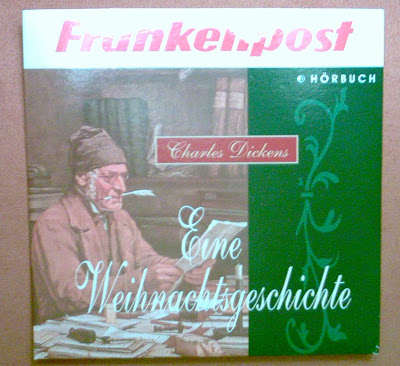 Frankenpost
HÖRBUCH
Charles Dickens
Eine
Weihnachtsgeschichte